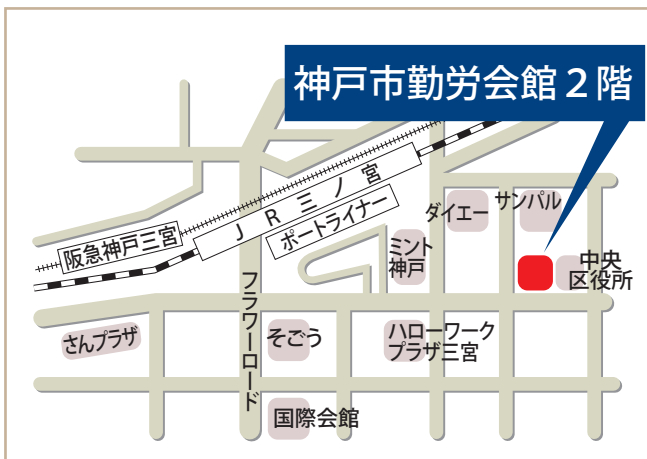 神戸市勤労会館2階
JR三ノ宮
ポートライナー
阪急神戸三宮
ダイエー
サンパル
ミント
神戸
中央
区役所
フラワーロード
さんプラザ
そごう
ハローワーク
プラザ三宮
国際会館